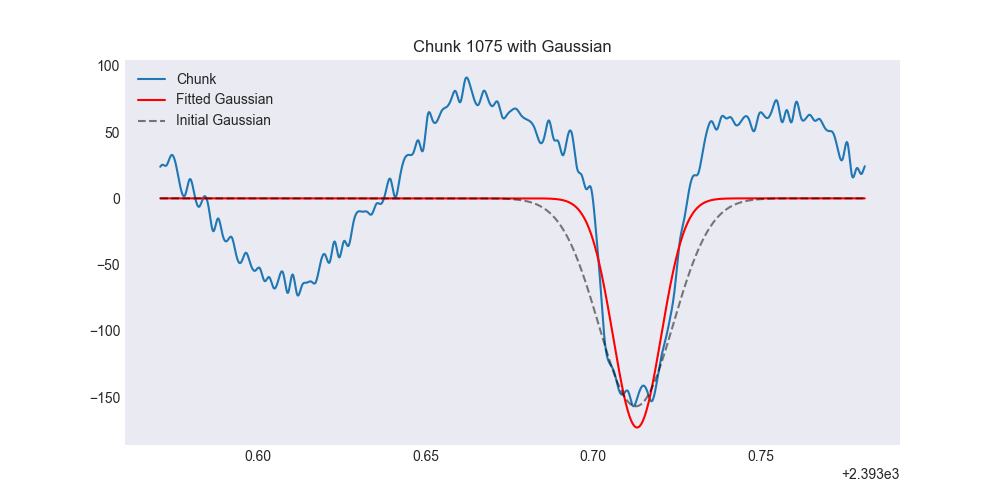 Chunk 1075 with Gaussian
Chunk
Fitted Gaussian
Initial Gaussian
100
50
0
−50
−100
−150
0.60 0.65 0.70 0.75
+2.393e3